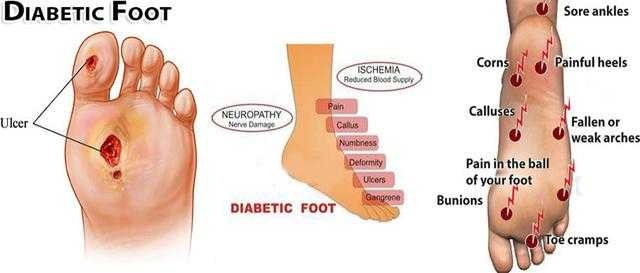 DIABETIC FOOT
Ulcer
ISCHEMIA
Reduced Blood Supply
NEUROPATHY
Nerve Damage
Pain
Callus
Numbness
Deformity
Ulcers
Gangrene
DIABETIC FOOT
Sore ankles
Corns
Painful heels
Calluses
Fallen or
weak arches
Pain in the ball
of your foot
Bunions
Toe cramps